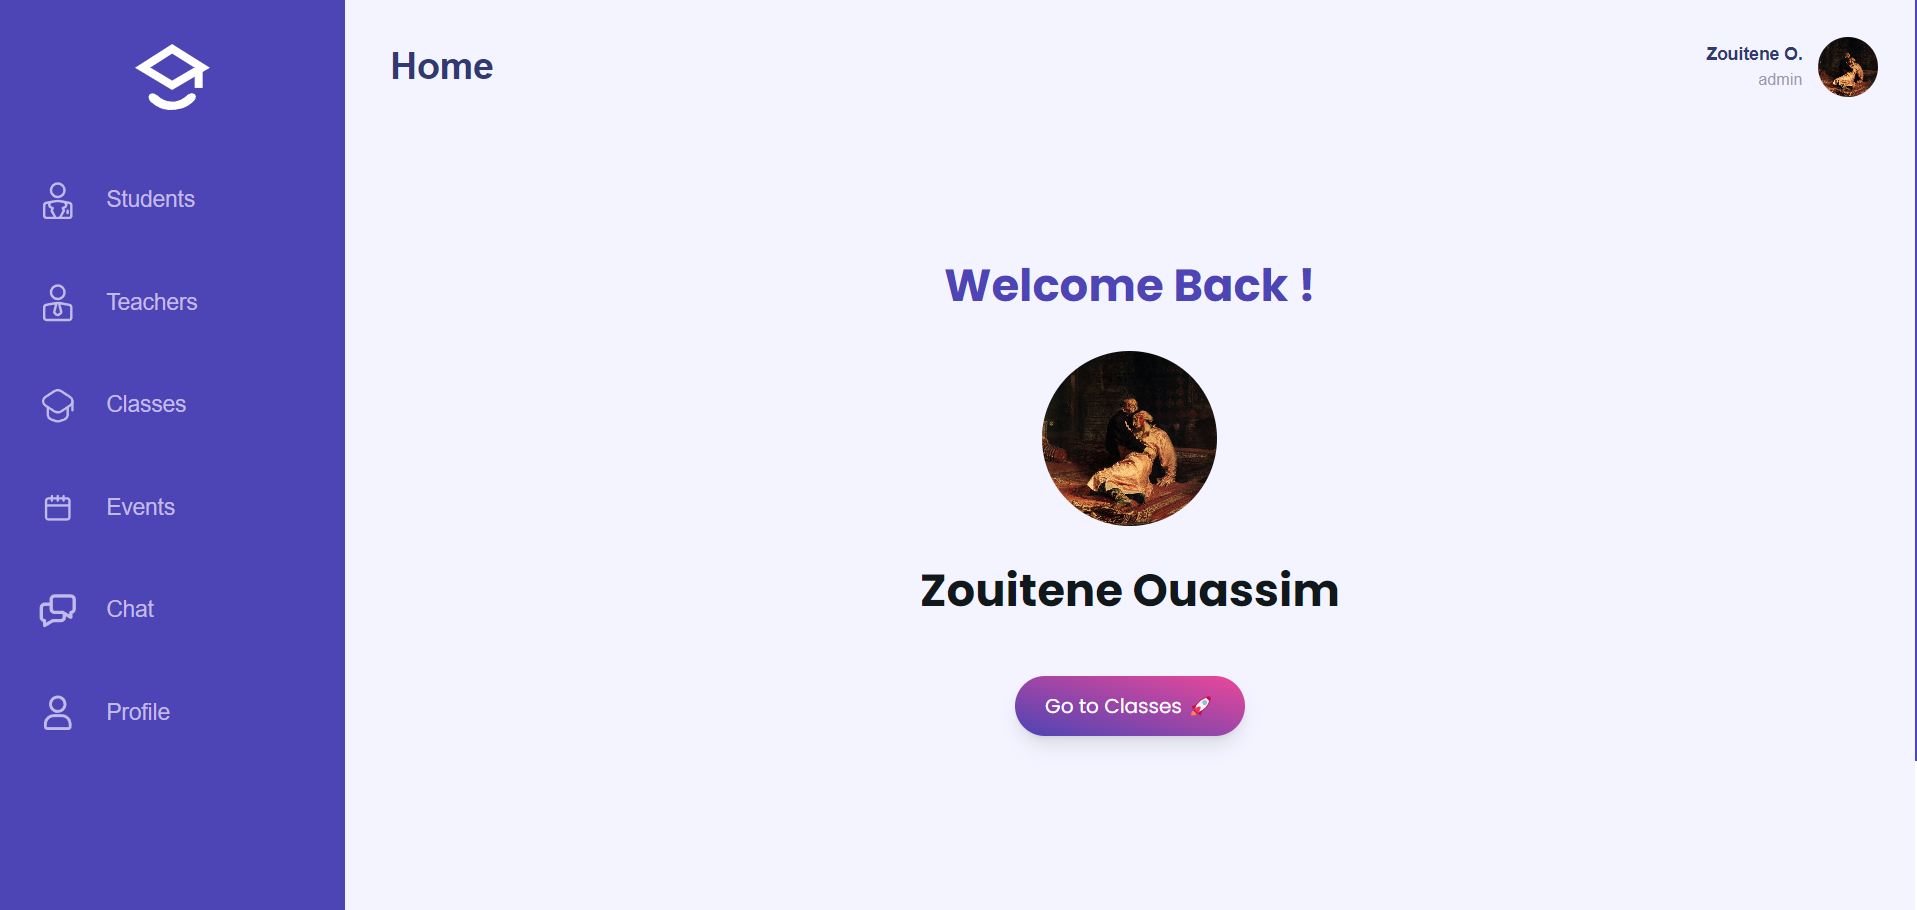 Home
Zouitene O.
admin
Students
Teachers
Classes
Events
Chat
Profile
Welcome Back !
Zouitene Ouassim
Go to Classes 🚀